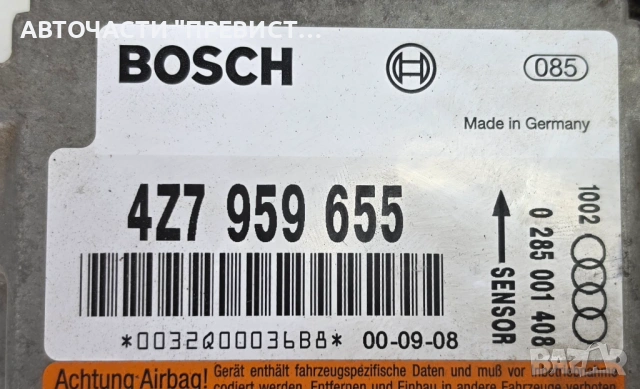 АВТОЧАСТИ "ПРЕВИСТ...
BOSCH
085
Made in Germany
4Z7 959 655
1002
0 285 001 408
SENSOR
*0032Q00036B8* 00-09-08
Achtung-Airbag!
Gerät enthält fahrzeugspezifische Daten und muß vor
codiert werden. Entfernen und Einbau in andere Fahrzeuge